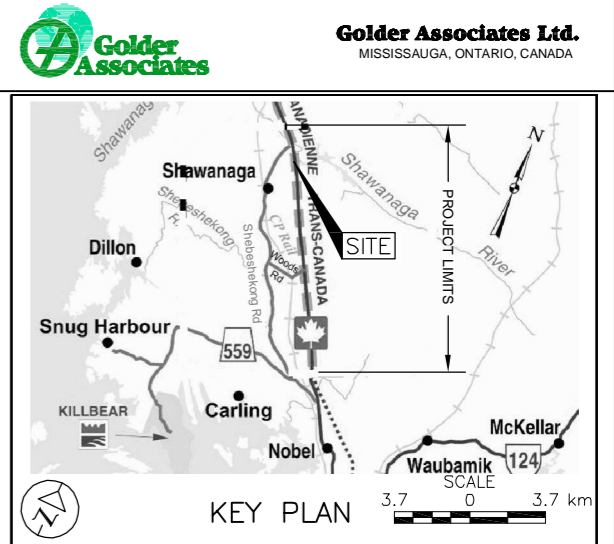 Golder
Associates
Golder Associates Ltd.
MISSISSAUGA, ONTARIO, CANADA
Shawanag
ANADIENNE
TRANS-CANADA
Shawanaga
River
N
Shawanaga
Shebeshekong
R.
Dillon
Shebeshekong Rd
CP Rail
Woods
Rd
SITE
PROJECT LIMITS
Snug Harbour
559
KILLBEAR
Carling
Nobel
McKellar
Waubamik
124
N
KEY PLAN
SCALE
3.7 0 3.7 km